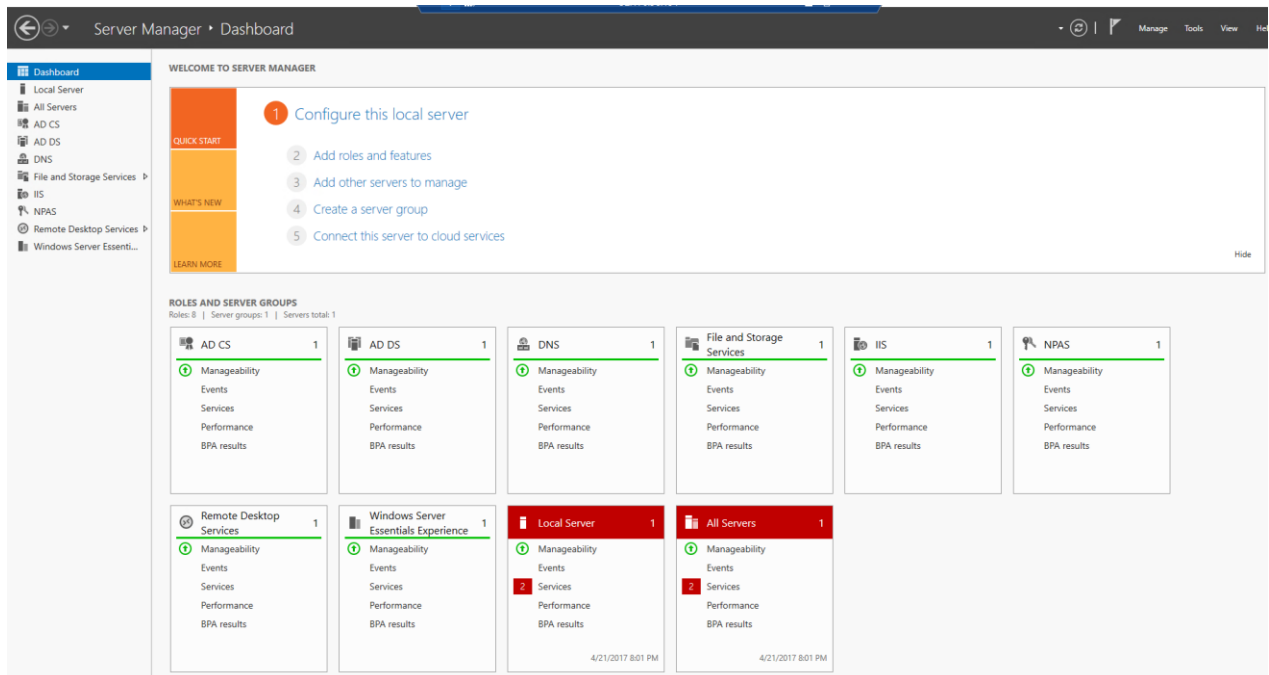 Server Manager ‣ Dashboard
Manage Tools View Hel
Dashboard
Local Server
All Servers
AD CS
AD DS
DNS
File and Storage Services
IIS
NPAS
Remote Desktop Services
Windows Server Essenti...
WELCOME TO SERVER MANAGER
QUICK START
WHAT'S NEW
LEARN MORE
1 Configure this local server
2 Add roles and features
3 Add other servers to manage
4 Create a server group
5 Connect this server to cloud services
Hide
ROLES AND SERVER GROUPS
Roles: 8 | Server groups: 1 | Servers total: 1
AD CS 1
Manageability
Events
Services
Performance
BPA results
AD DS 1
Manageability
Events
Services
Performance
BPA results
DNS 1
Manageability
Events
Services
Performance
BPA results
File and Storage
Services 1
Manageability
Events
Services
Performance
BPA results
IIS 1
Manageability
Events
Services
Performance
BPA results
NPAS 1
Manageability
Events
Services
Performance
BPA results
Remote Desktop
Services 1
Manageability
Events
Services
Performance
BPA results
Windows Server
Essentials Experience 1
Manageability
Events
Services
Performance
BPA results
Local Server 1
Manageability
Events
2 Services
Performance
BPA results
4/21/2017 8:01 PM
All Servers 1
Manageability
Events
2 Services
Performance
BPA results
4/21/2017 8:01 PM